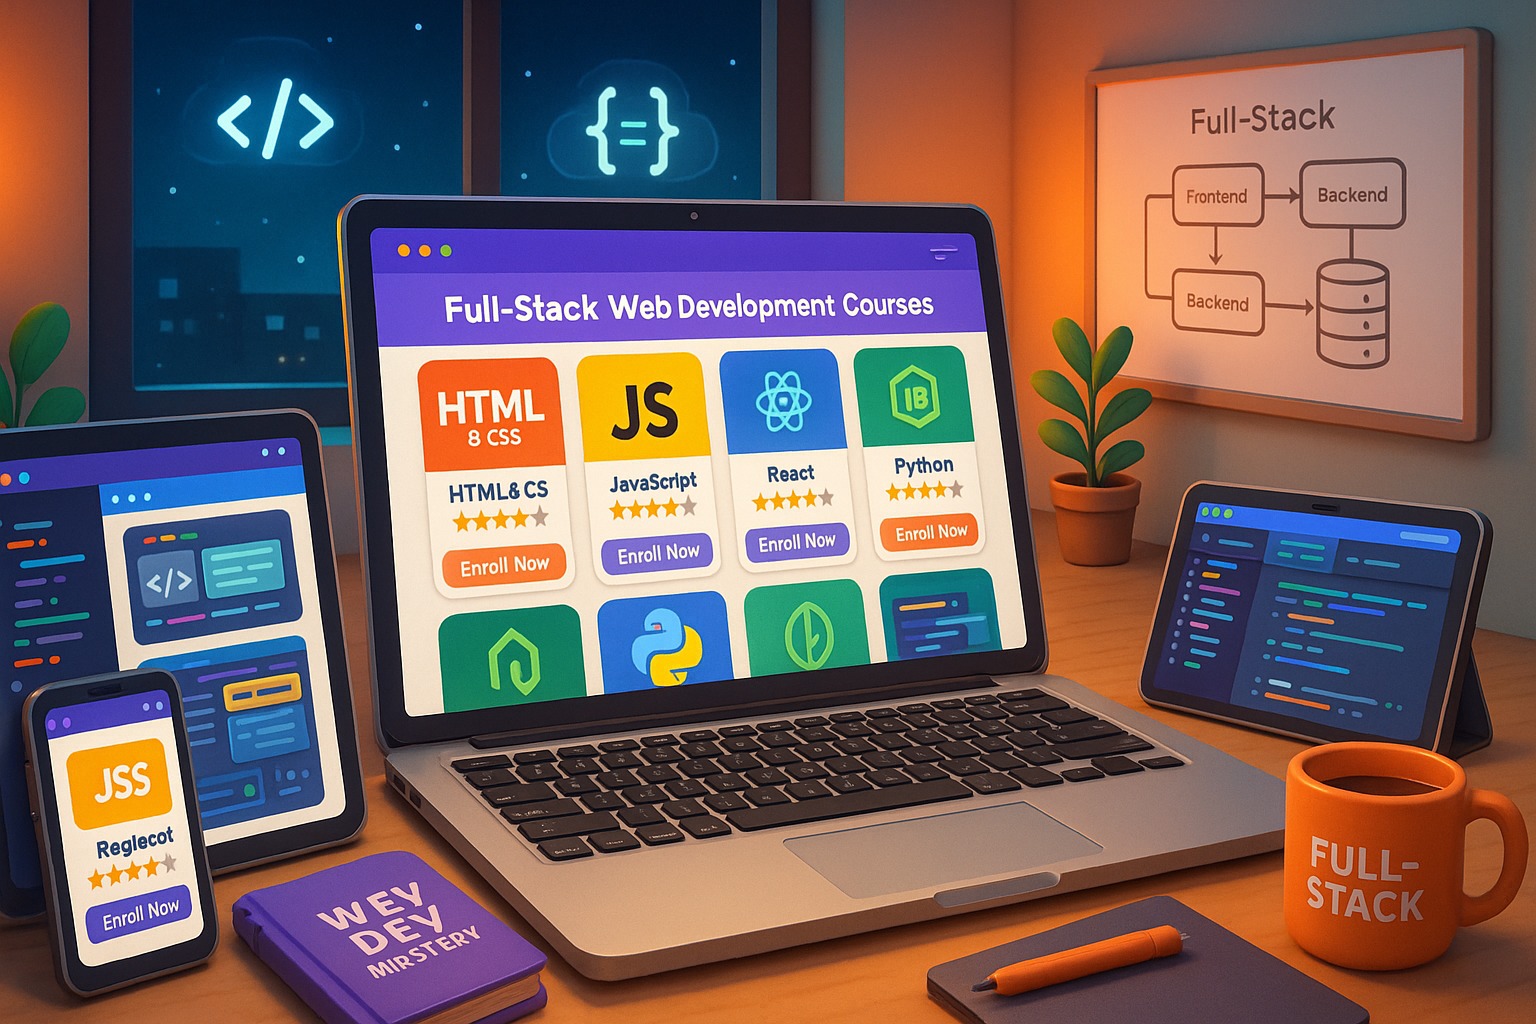 </>
{=}
Full-Stack
Frontend
Backend
Backend
Full-Stack Web Development Courses
HTML
8 CSS
HTML& CS
Enroll Now
JS
JavaScript
Enroll Now
React
Enroll Now
IB
Python
Enroll Now
</>
JSS
Reglecot
Enroll Now
WEY
DEY
MIRSTERY
FULL-
STACK